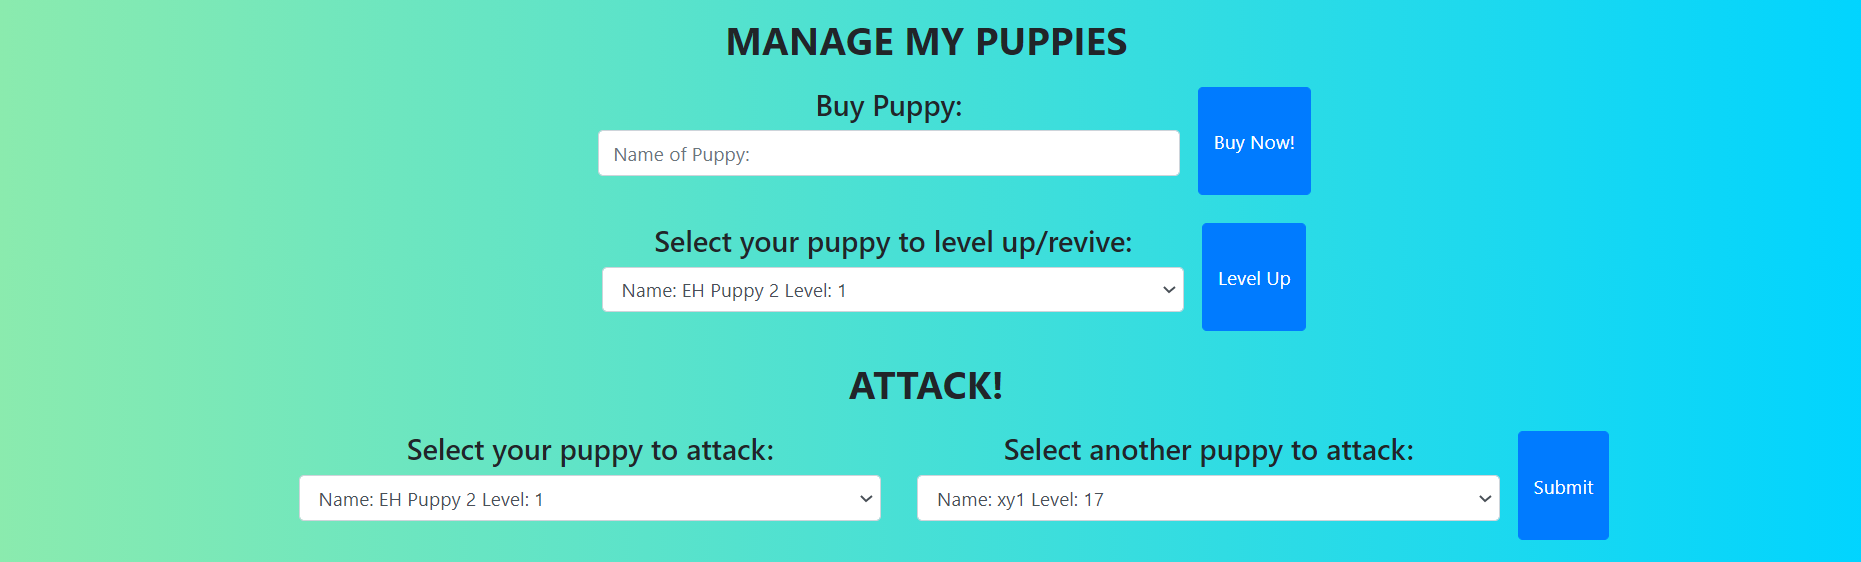 MANAGE MY PUPPIES
Buy Puppy:
Name of Puppy:
Buy Now!
Select your puppy to level up/revive:
Name: EH Puppy 2 Level: 1
Level Up
ATTACK!
Select your puppy to attack:
Name: EH Puppy 2 Level: 1
Select another puppy to attack:
Name: xy1 Level: 17
Submit